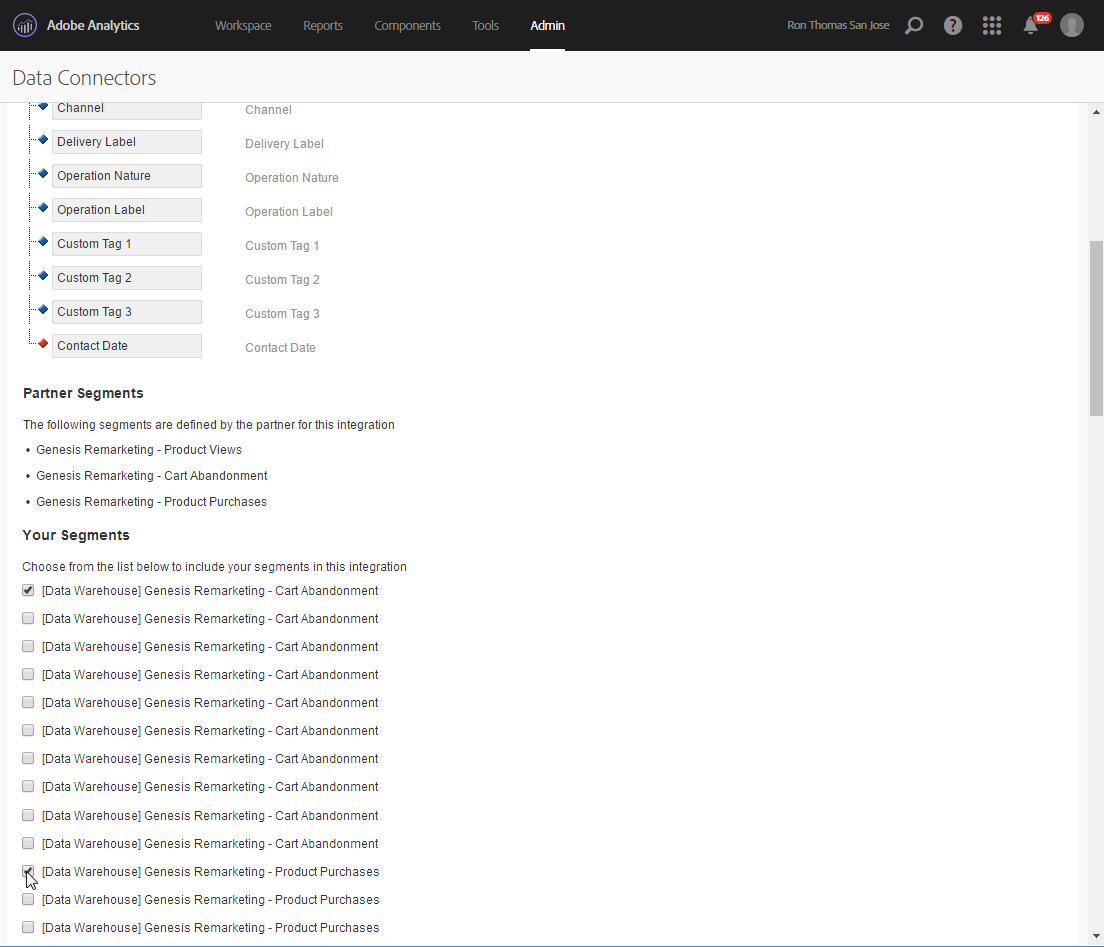 Adobe Analytics Workspace Reports Components Tools Admin Ron Thomas San Jose ? 126
Data Connectors
Channel Channel
Delivery Label Delivery Label
Operation Nature Operation Nature
Operation Label Operation Label
Custom Tag 1 Custom Tag 1
Custom Tag 2 Custom Tag 2
Custom Tag 3 Custom Tag 3
Contact Date Contact Date
Partner Segments
The following segments are defined by the partner for this integration
• Genesis Remarketing - Product Views
• Genesis Remarketing - Cart Abandonment
• Genesis Remarketing - Product Purchases
Your Segments
Choose from the list below to include your segments in this integration
[Data Warehouse] Genesis Remarketing - Cart Abandonment
[Data Warehouse] Genesis Remarketing - Cart Abandonment
[Data Warehouse] Genesis Remarketing - Cart Abandonment
[Data Warehouse] Genesis Remarketing - Cart Abandonment
[Data Warehouse] Genesis Remarketing - Cart Abandonment
[Data Warehouse] Genesis Remarketing - Cart Abandonment
[Data Warehouse] Genesis Remarketing - Cart Abandonment
[Data Warehouse] Genesis Remarketing - Cart Abandonment
[Data Warehouse] Genesis Remarketing - Cart Abandonment
[Data Warehouse] Genesis Remarketing - Cart Abandonment
[Data Warehouse] Genesis Remarketing - Product Purchases
[Data Warehouse] Genesis Remarketing - Product Purchases
[Data Warehouse] Genesis Remarketing - Product Purchases